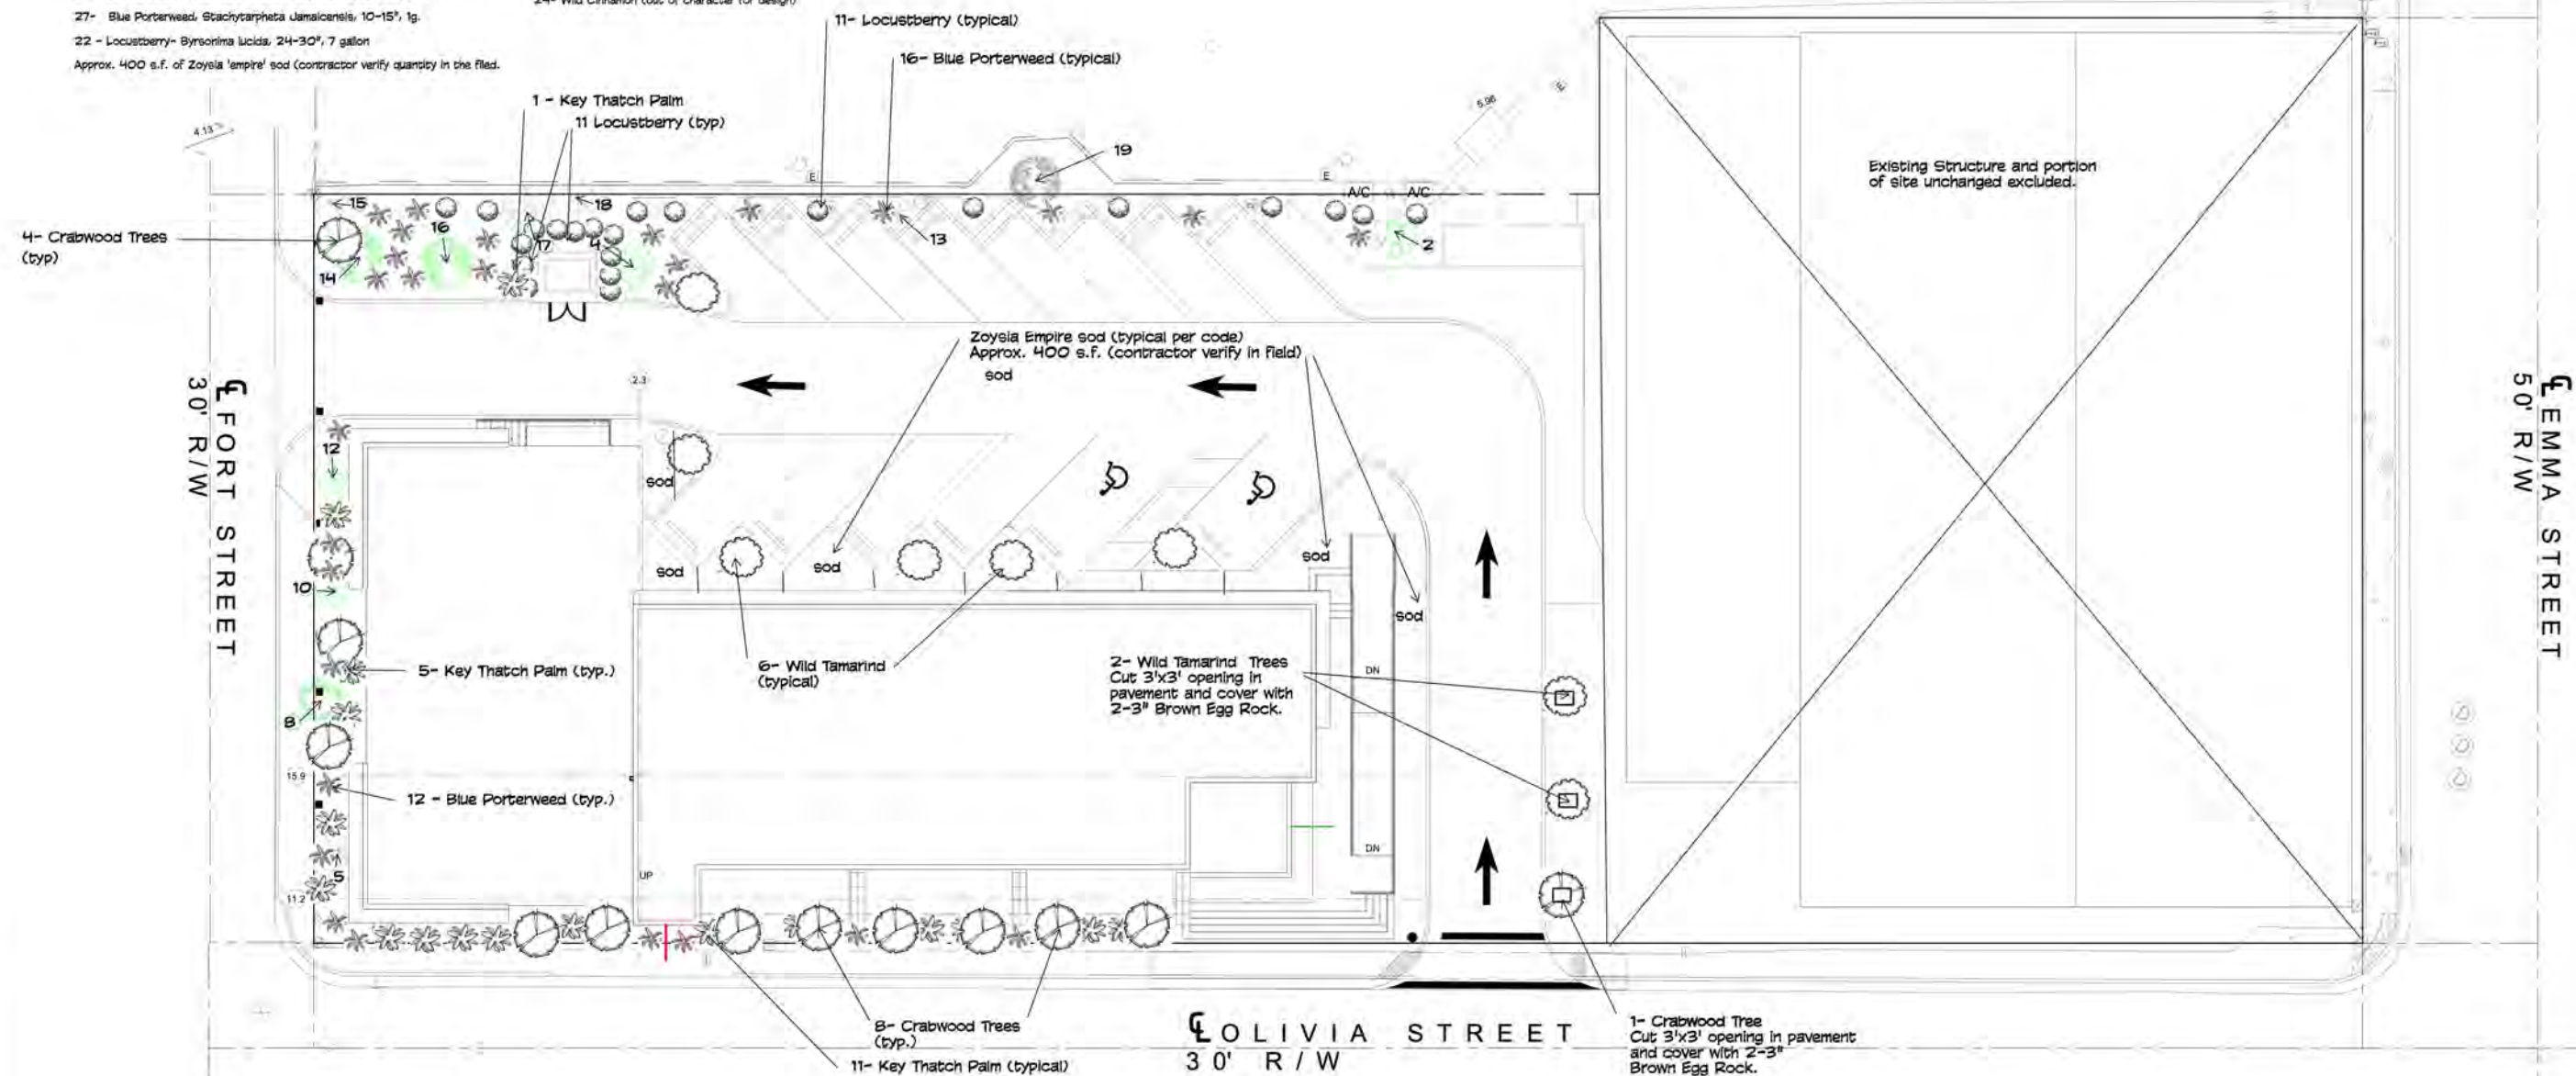 24- Wild Cinnamon (out of character for design)
27- Blue Porterweed, Stachytarpheta Jamaicensis, 10-15", 1g.
22 - Locustberry- Byrsonima lucida, 24-30", 7 gallon
Approx. 400 s.f. of Zoysia 'empire' sod (contractor verify quantity in the filed.
11- Locustberry (typical)
16- Blue Porterweed (typical)
1 - Key Thatch Palm
11 Locustberry (typ)
4.13
5.96
E
19
E
E
A/C
A/C
Existing Structure and portion
of site unchanged excluded.
15
18
16
4- Crabwood Trees
(typ)
17
4
13
2
14
Zoysia Empire sod (typical per code)
Approx. 400 s.f. (contractor verify in field)
sod
2.3
℄ FORT STREET
30' R/W
℄ EMMA STREET
50' R/W
12
sod
sod
sod
sod
sod
10
5- Key Thatch Palm (typ.)
6- Wild Tamarind
(typical)
2- Wild Tamarind Trees
Cut 3'x3' opening in
pavement and cover with
2-3" Brown Egg Rock.
DN
8
15.9
12 - Blue Porterweed (typ.)
DN
5
UP
11.2
8- Crabwood Trees
(typ.)
11- Key Thatch Palm (typical)
℄ OLIVIA STREET
30' R/W
1- Crabwood Tree
Cut 3'x3' opening in pavement
and cover with 2-3"
Brown Egg Rock.